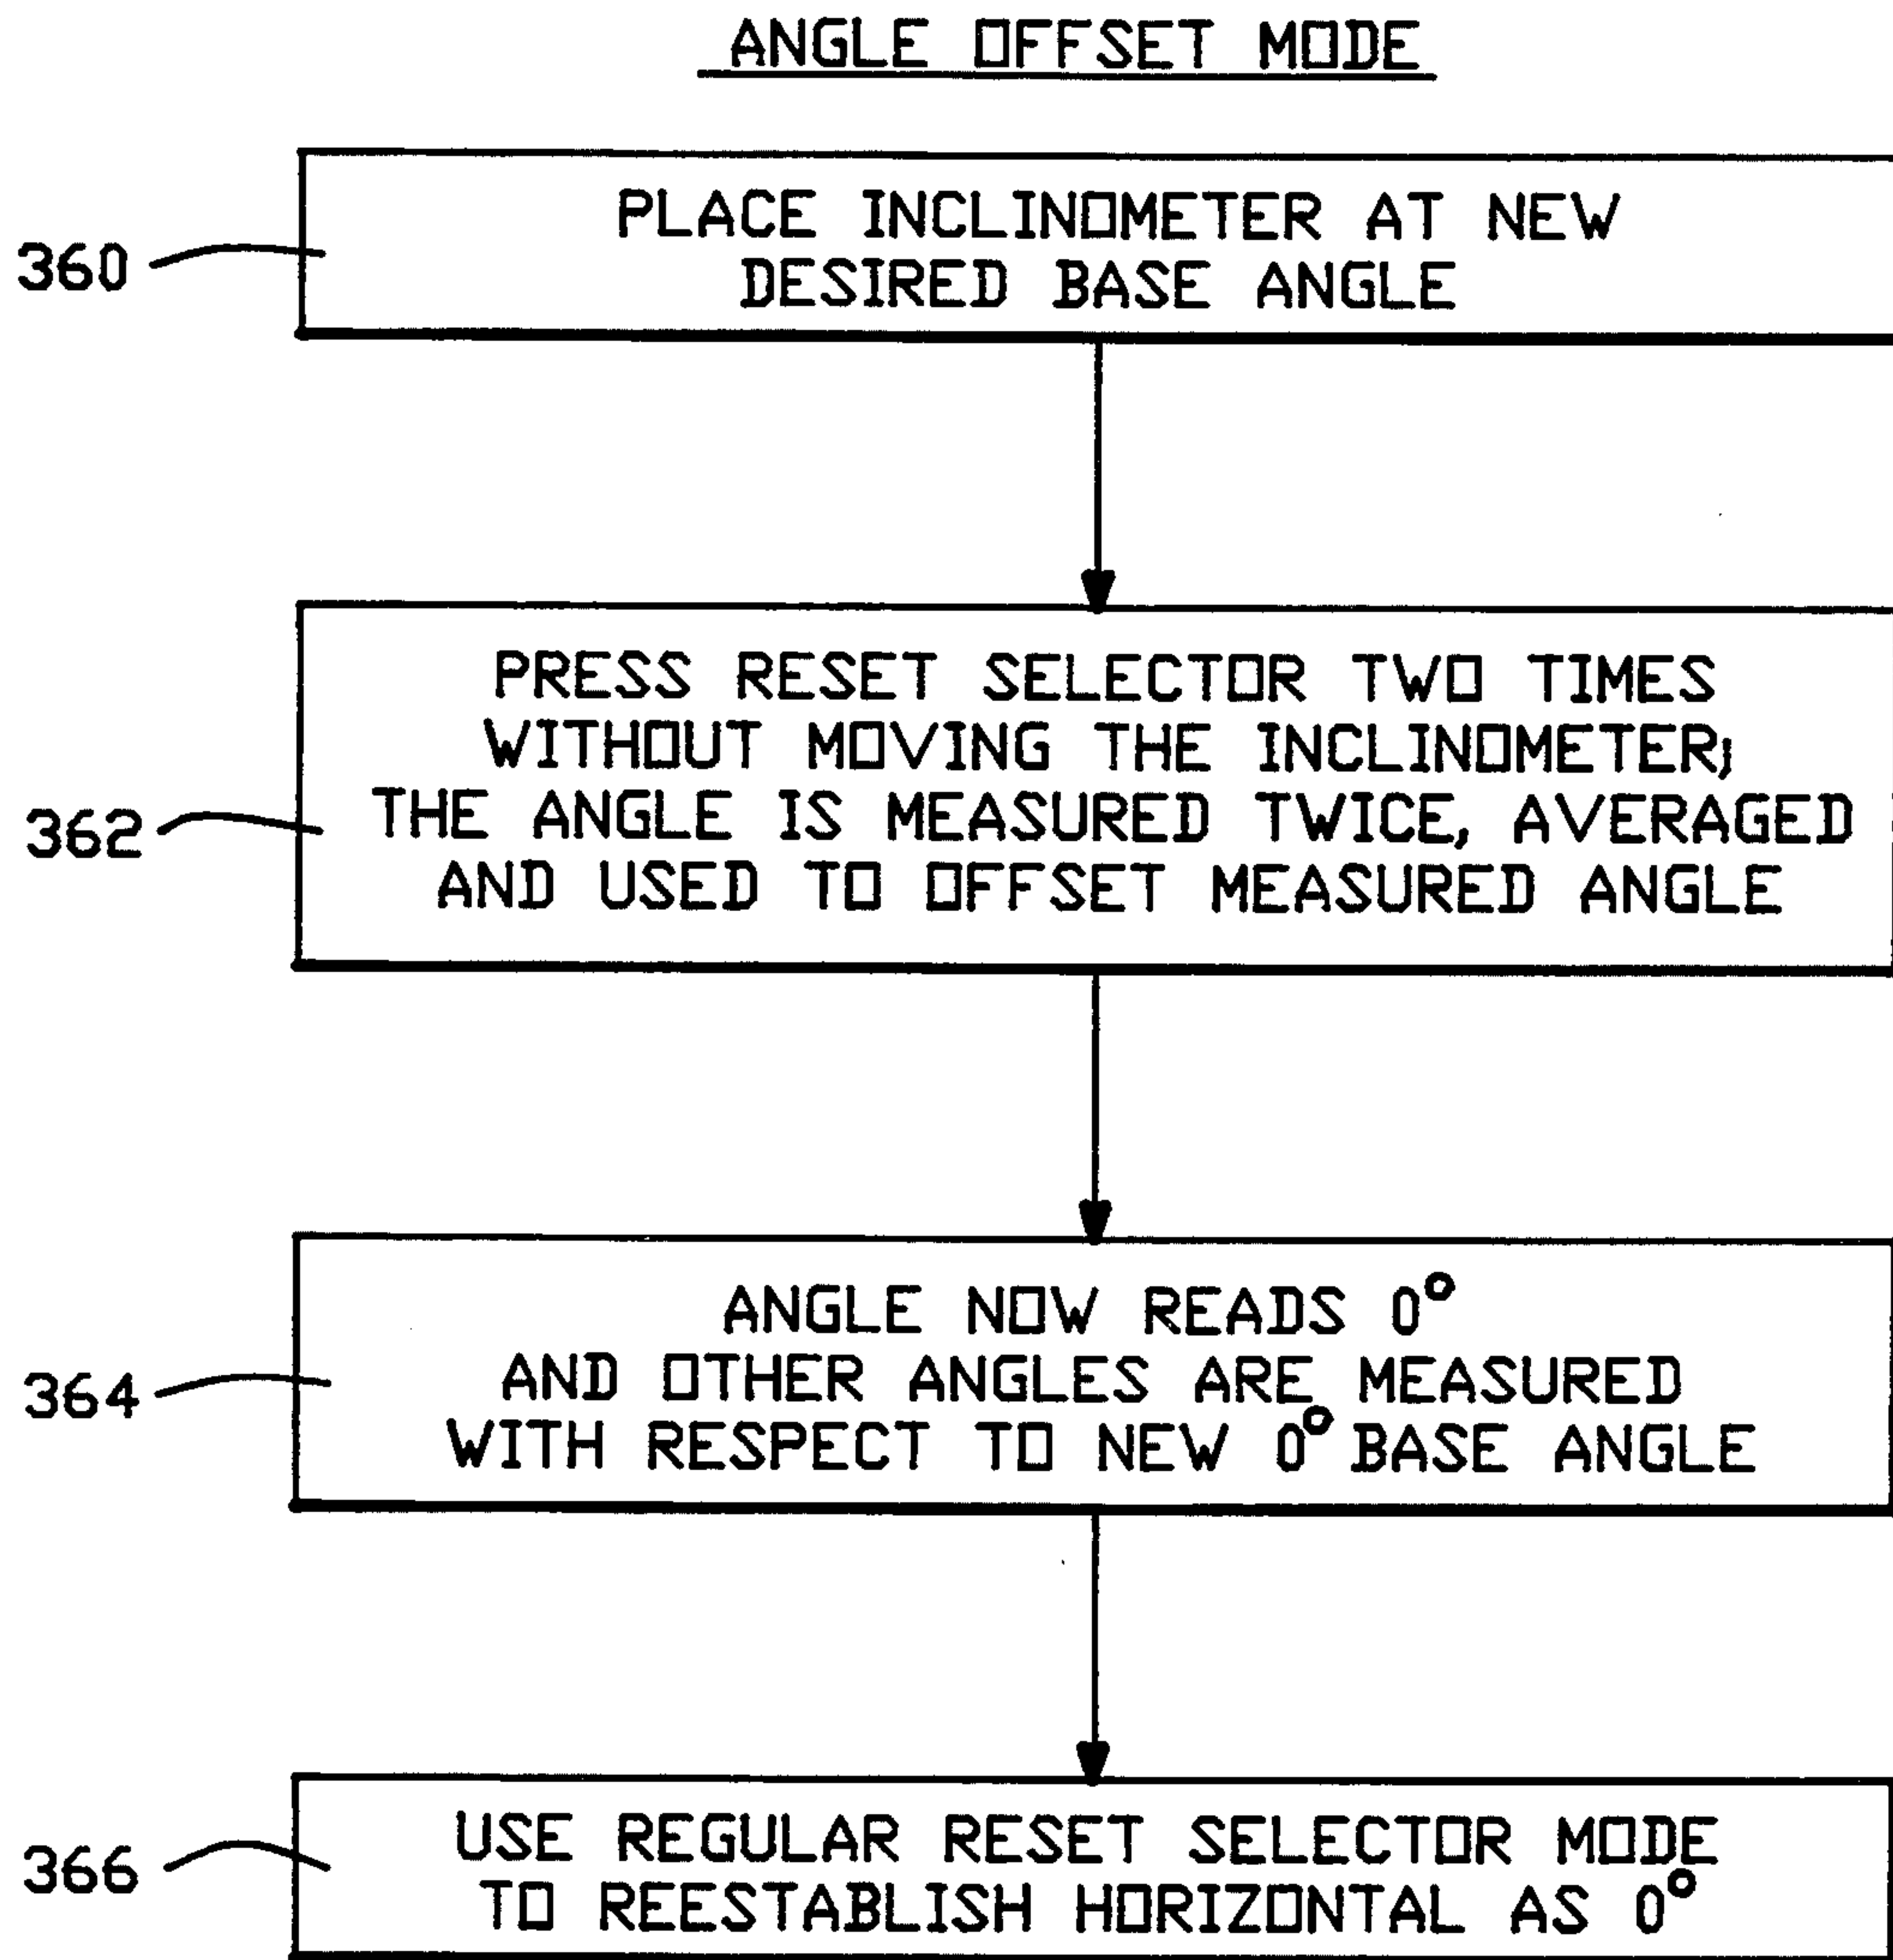 ANGLE OFFSET MODE
360
PLACE INCLINOMETER AT NEW
DESIRED BASE ANGLE
362
PRESS RESET SELECTOR TWO TIMES
WITHOUT MOVING THE INCLINOMETER;
THE ANGLE IS MEASURED TWICE, AVERAGED
AND USED TO OFFSET MEASURED ANGLE
364
ANGLE NOW READS 0°
AND OTHER ANGLES ARE MEASURED
WITH RESPECT TO NEW 0° BASE ANGLE
366
USE REGULAR RESET SELECTOR MODE
TO REESTABLISH HORIZONTAL AS 0°